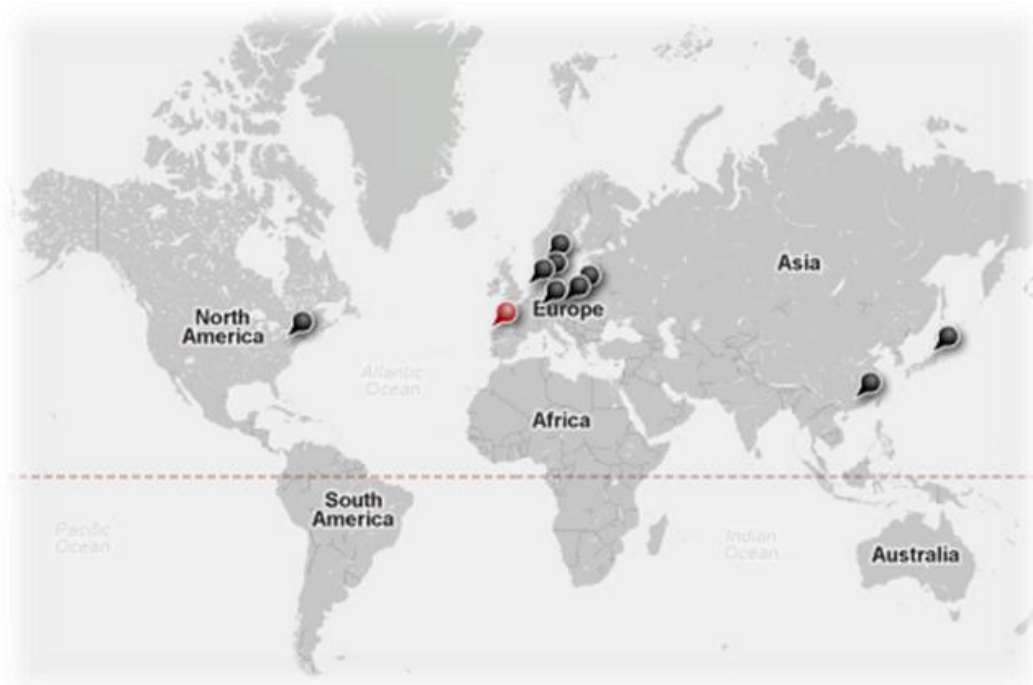 Asia
North
America
Europe
Atlantic
Ocean
Africa
South
America
Pacific
Ocean
Indian
Ocean
Australia